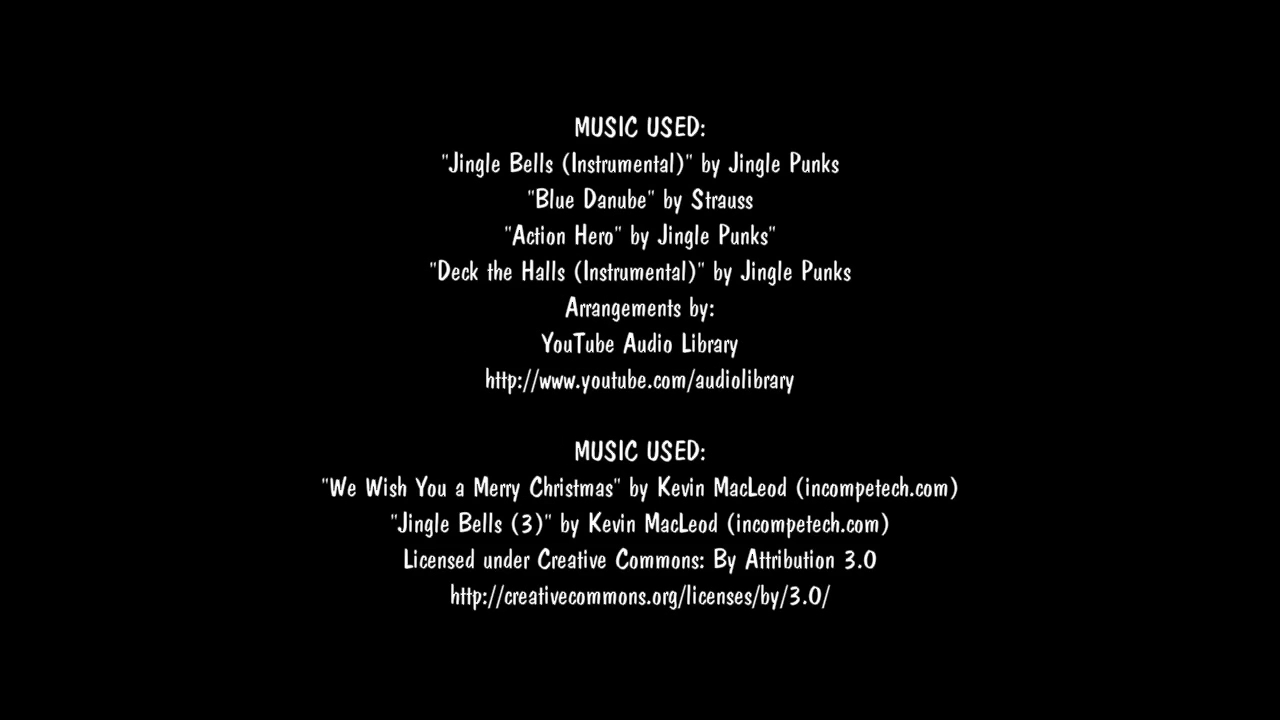 MUSIC USED:
"Jingle Bells (Instrumental)" by Jingle Punks
"Blue Danube" by Strauss
"Action Hero" by Jingle Punks"
"Deck the Halls (Instrumental)" by Jingle Punks
Arrangements by:
YouTube Audio Library
http://www.youtube.com/audiolibrary
MUSIC USED:
"We Wish You a Merry Christmas" by Kevin MacLeod (incompetech.com)
"Jingle Bells (3)" by Kevin MacLeod (incompetech.com)
Licensed under Creative Commons: By Attribution 3.0
http://creativecommons.org/licenses/by/3.0/